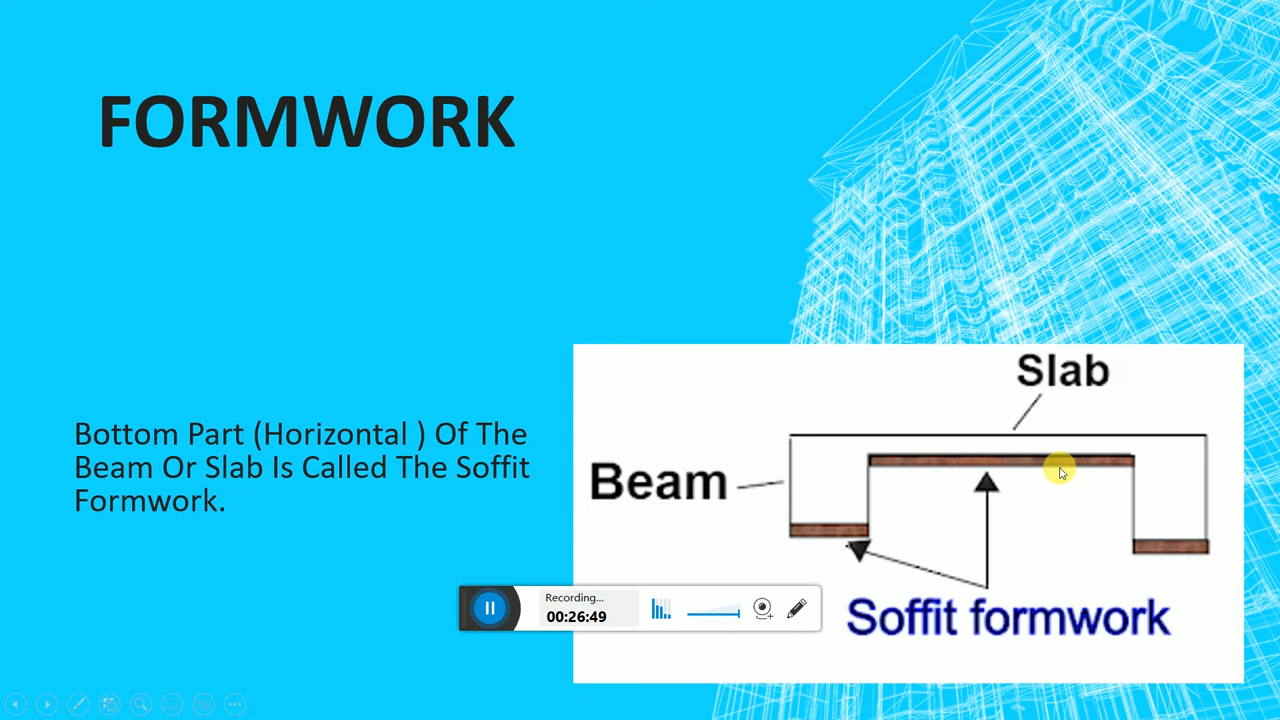 FORMWORK
Bottom Part (Horizontal ) Of The
Beam Or Slab Is Called The Soffit
Formwork.
Slab
Beam
Soffit formwork
Recording...
00:26:49